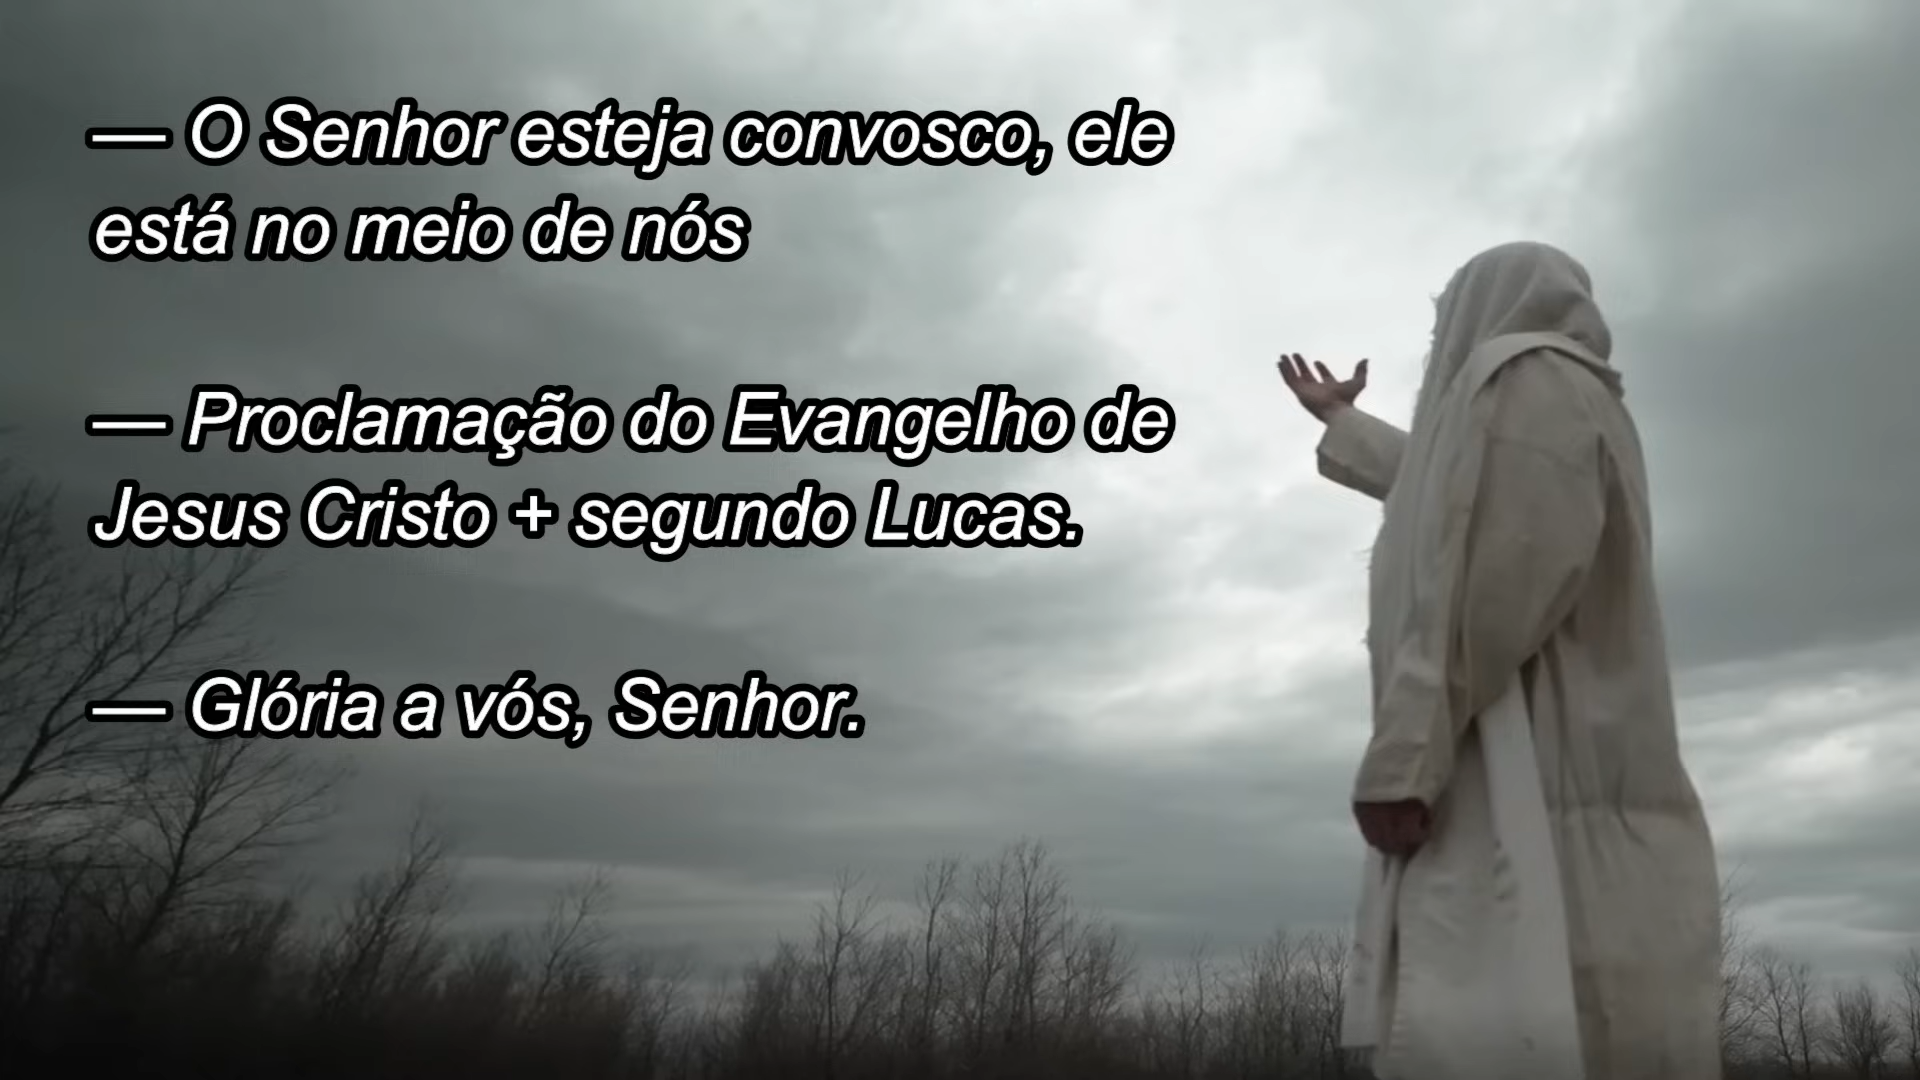 — O Senhor esteja convosco, ele
está no meio de nós
— Proclamação do Evangelho de
Jesus Cristo + segundo Lucas.
— Glória a vós, Senhor.